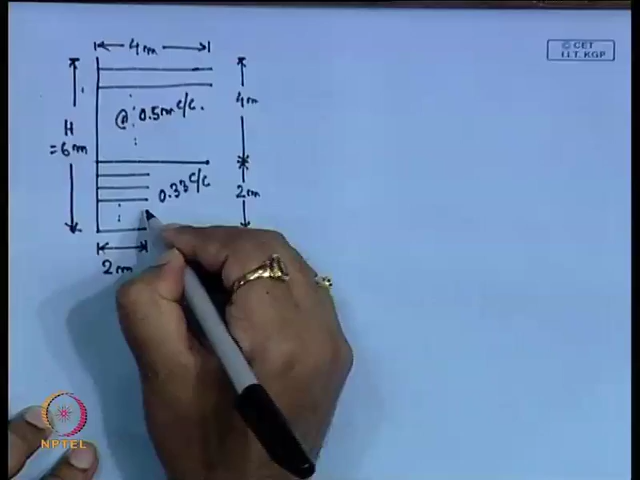 © CET
I.I.T. KGP
4m
@ 0.5m c/c.
4m
H
=6m
0.33 c/c
2m
2m
NPTEL